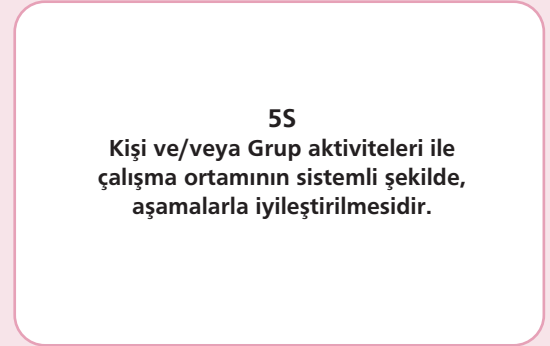 5S
Kişi ve/veya Grup aktiviteleri ile
çalışma ortamının sistemli şekilde,
aşamalarla iyileştirilmesidir.